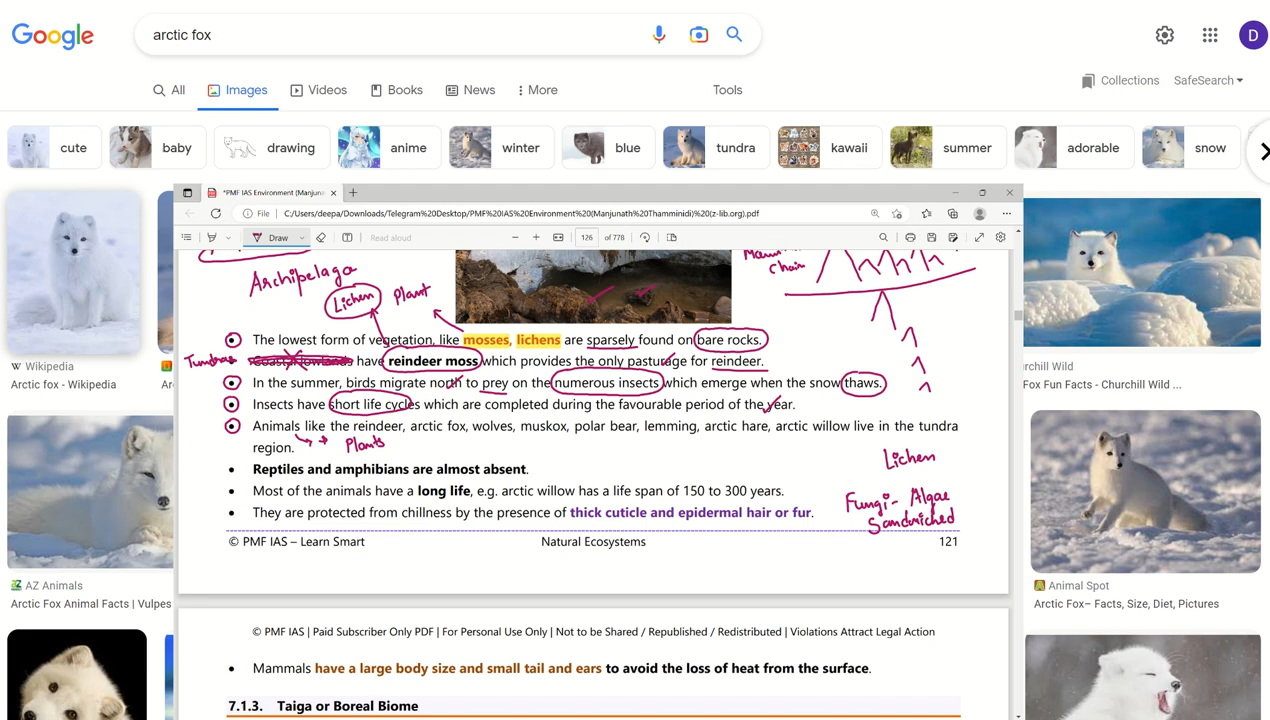 Google
arctic fox
All
Images
Videos
Books
News
More
Tools
Collections
SafeSearch
D
cute
baby
drawing
anime
winter
blue
tundra
kawaii
summer
adorable
snow
Wikipedia
Arctic fox - Wikipedia
AZ Animals
Arctic Fox Animal Facts | Vulpes
*PMF IAS Environment (Manjun
File
C:/Users/deepa/Downloads/Telegram%20Desktop/PMF%20IAS%20Environment%20(Manjunath%20Thamminidi)%20(z-lib.org).pdf
Draw
Read aloud
126 of 778
Archipelago
Lichen
Plant
chain
• The lowest form of vegetation, like mosses, lichens are sparsely found on bare rocks.
Tundras
Coastal lowlands have reindeer moss which provides the only pasturage for reindeer.
• In the summer, birds migrate north to prey on the numerous insects which emerge when the snow thaws.
• Insects have short life cycles which are completed during the favourable period of the year.
• Animals like the reindeer, arctic fox, wolves, muskox, polar bear, lemming, arctic hare, arctic willow live in the tundra
region.
Plants
• Reptiles and amphibians are almost absent.
• Most of the animals have a long life, e.g. arctic willow has a life span of 150 to 300 years.
• They are protected from chillness by the presence of thick cuticle and epidermal hair or fur.
Lichen
Fungi- Algae
Sandwiched
© PMF IAS – Learn Smart
Natural Ecosystems
121
© PMF IAS | Paid Subscriber Only PDF | For Personal Use Only | Not to be Shared / Republished / Redistributed | Violations Attract Legal Action
• Mammals have a large body size and small tail and ears to avoid the loss of heat from the surface.
7.1.3. Taiga or Boreal Biome
urchill Wild
Fox Fun Facts - Churchill Wild ...
Animal Spot
Arctic Fox– Facts, Size, Diet, Pictures